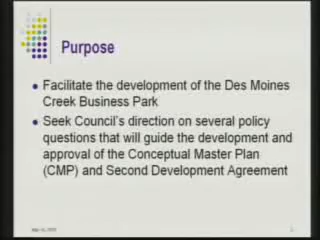 Purpose
Facilitate the development of the Des Moines
Creek Business Park
Seek Council's direction on several policy
questions that will guide the development and
approval of the Conceptual Master Plan
(CMP) and Second Development Agreement